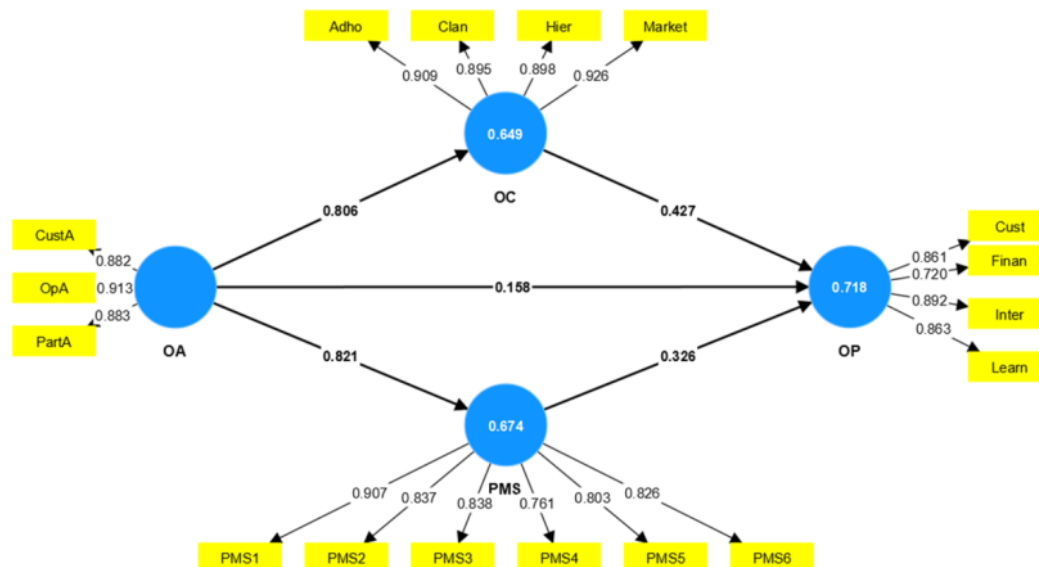 Adho Clan Hier Market
0.909 0.895 0.898 0.926
0.649
OC
0.806 0.427
CustA
OpA
PartA
0.882
0.913
0.883
OA
0.158
0.718
OP
0.861
0.720
0.892
0.863
Cust
Finan
Inter
Learn
0.821 0.326
0.674
PMS
0.907 0.837 0.838 0.761 0.803 0.826
PMS1 PMS2 PMS3 PMS4 PMS5 PMS6